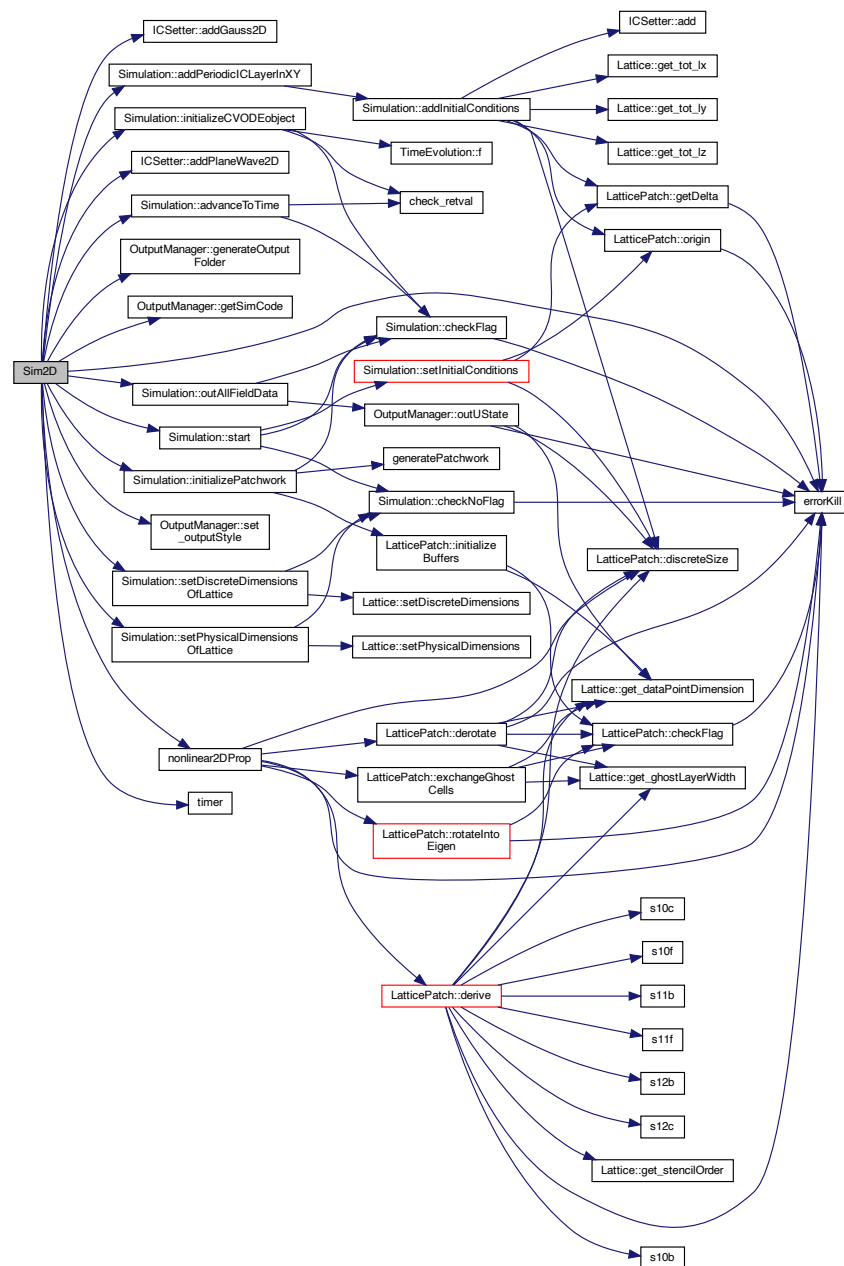 ICSetter::add
ICSetter::addGauss2D
Lattice::get_tot_lx
Simulation::addPeriodicICLayerInXY
Simulation::addInitialConditions
Lattice::get_tot_ly
Simulation::initializeCVODEobject
TimeEvolution::f
Lattice::get_tot_lz
ICSetter::addPlaneWave2D
LatticePatch::getDelta
check_retval
Simulation::advanceToTime
LatticePatch::origin
OutputManager::generateOutput
Folder
OutputManager::getSimCode
Simulation::checkFlag
Sim2D
Simulation::setInitialConditions
Simulation::outAllFieldData
OutputManager::outUState
Simulation::start
generatePatchwork
Simulation::initializePatchwork
Simulation::checkNoFlag
errorKill
OutputManager::set
_outputStyle
LatticePatch::initialize
Buffers
LatticePatch::discreteSize
Simulation::setDiscreteDimensions
OfLattice
Lattice::setDiscreteDimensions
Simulation::setPhysicalDimensions
OfLattice
Lattice::setPhysicalDimensions
Lattice::get_dataPointDimension
LatticePatch::derotate
LatticePatch::checkFlag
nonlinear2DProp
LatticePatch::exchangeGhost
Cells
Lattice::get_ghostLayerWidth
timer
LatticePatch::rotateInto
Eigen
s10c
s10f
LatticePatch::derive
s11b
s11f
s12b
s12c
Lattice::get_stencilOrder
s10b